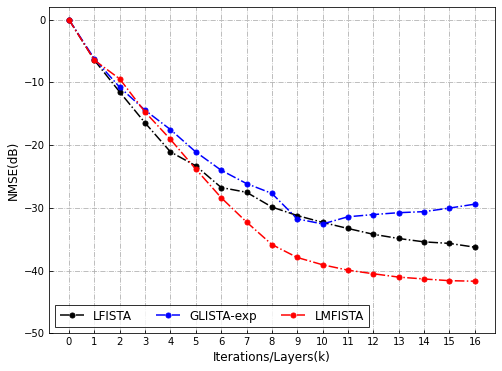 0
−10
−20
−30
−40
−50
NMSE(dB)
LFISTA GLISTA-exp LMFISTA
0 1 2 3 4 5 6 7 8 9 10 11 12 13 14 15 16
Iterations/Layers(k)